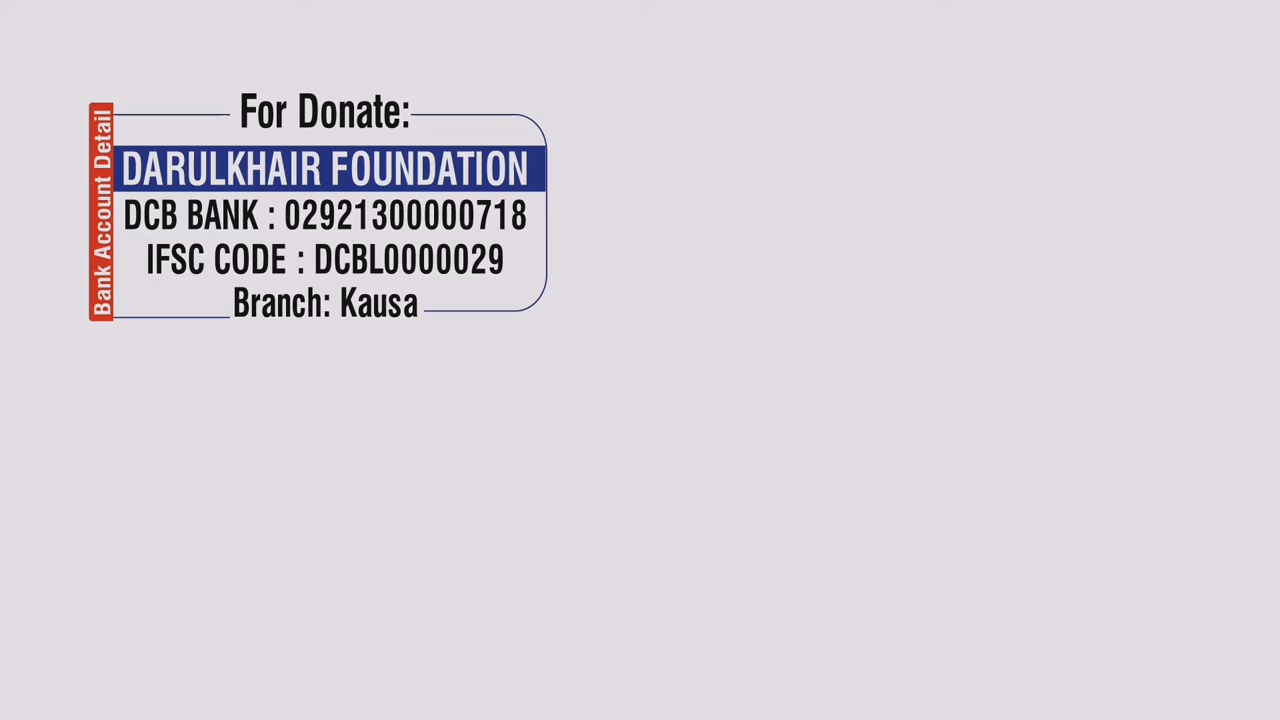 For Donate:
Bank Account Detail
DARULKHAIR FOUNDATION
DCB BANK : 02921300000718
IFSC CODE : DCBL0000029
Branch: Kausa